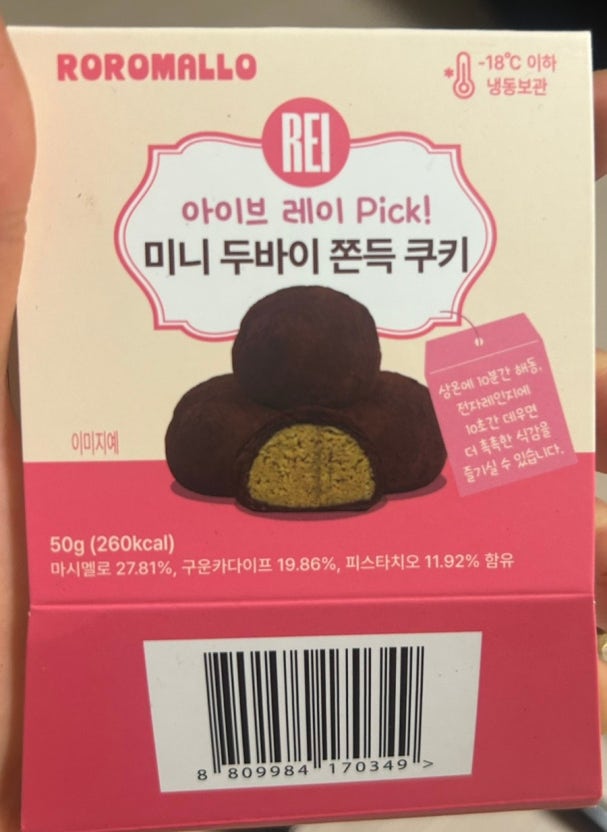 ROROMALLO
*-18℃ 이하
냉동보관
REI
아이브 레이 Pick!
미니 두바이 쫀득 쿠키
상온에 10분간 해동,
전자레인지에
10초간 데우면
더 촉촉한 식감을
즐기실 수 있습니다.
이미지예
50g (260kcal)
마시멜로 27.81%, 구운카다이프 19.86%, 피스타치오 11.92% 함유
8 809984 170349 >